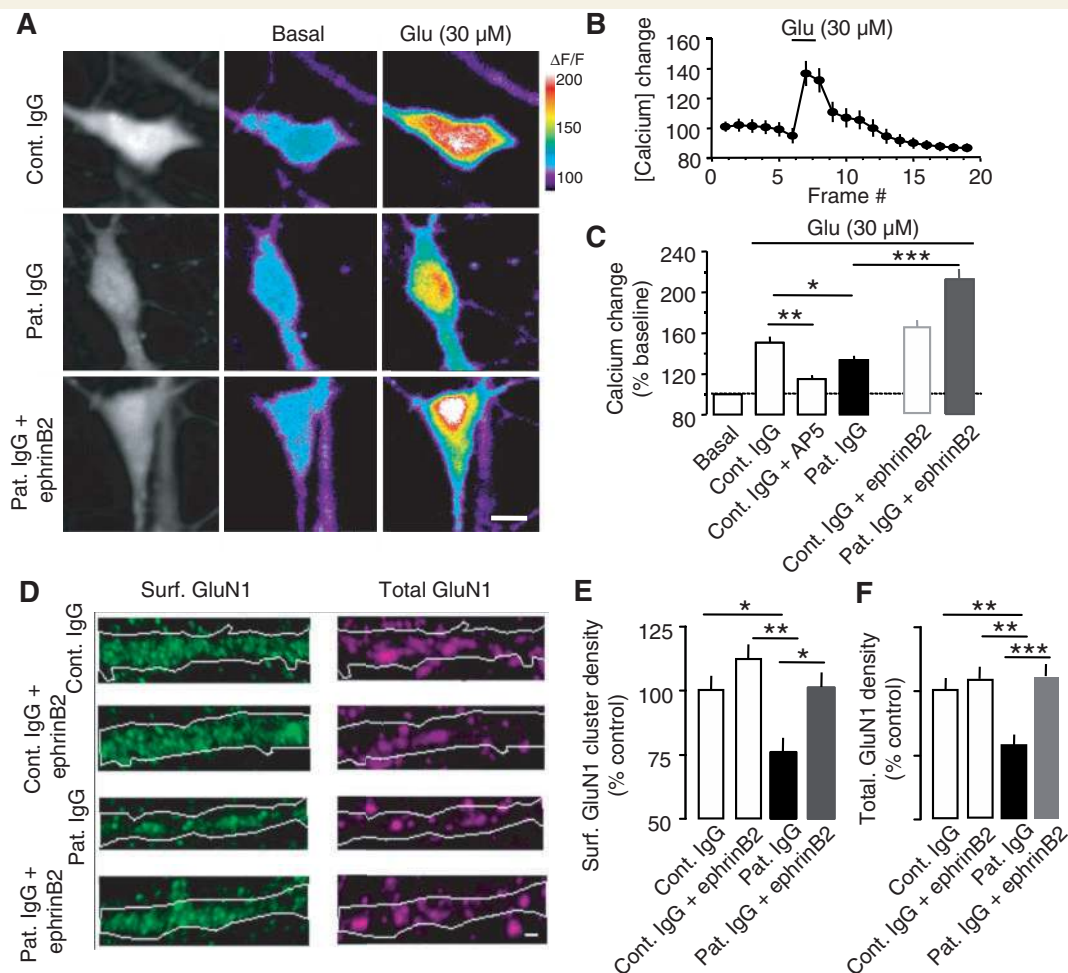 A
Basal
Glu (30 µM)
ΔF/F
200
150
100
Cont. IgG
Pat. IgG
Pat. IgG +
ephrinB2
B
Glu (30 µM)
[Calcium] change
160
140
120
100
80
0
5
10
15
20
Frame #
C
Glu (30 µM)
***
*
**
Calcium change
(% baseline)
240
200
160
120
80
Basal
Cont. IgG
Cont. IgG + AP5
Pat. IgG
Cont. IgG + ephrinB2
Pat. IgG + ephrinB2
D
Surf. GluN1
Total GluN1
Cont. IgG
Cont. IgG +
ephrinB2
Pat. IgG
Pat. IgG +
ephrinB2
E
*
**
*
Surf. GluN1 cluster density
(% control)
125
100
75
50
Cont. IgG
Cont. IgG + ephrinB2
Pat. IgG
Pat. IgG + ephrinB2
F
**
**
***
Total. GluN1 density
(% control)
Cont. IgG
Cont. IgG + ephrinB2
Pat. IgG
Pat. IgG + ephrinB2